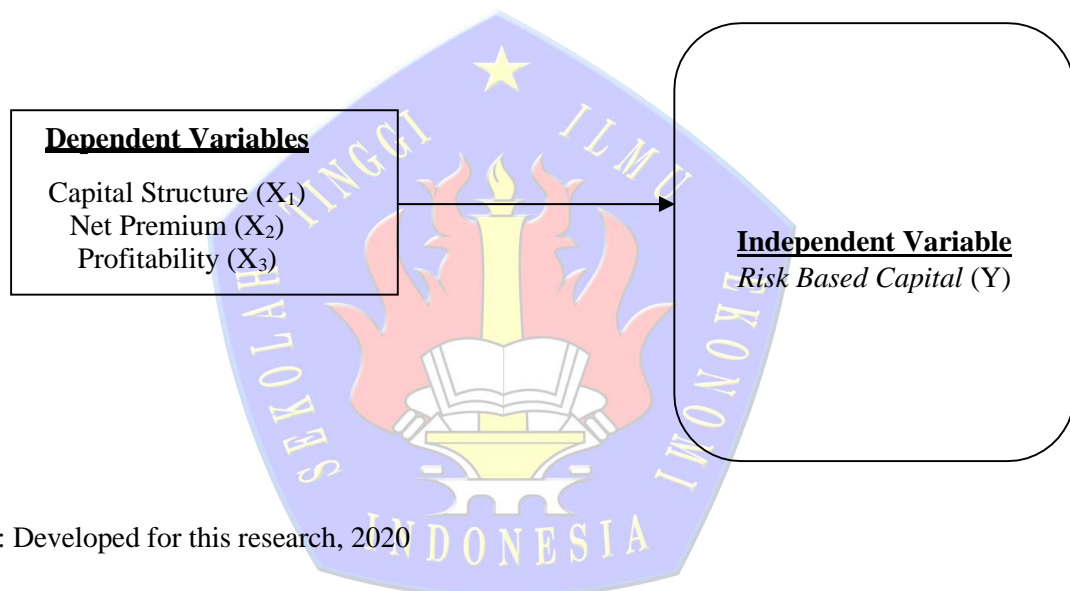 Dependent Variables
Capital Structure (X₁)
Net Premium (X₂)
Profitability (X₃)
Independent Variable
Risk Based Capital (Y)
: Developed for this research, 2020
SEKOLAH TINGGI ILMU EKONOMI
INDONESIA